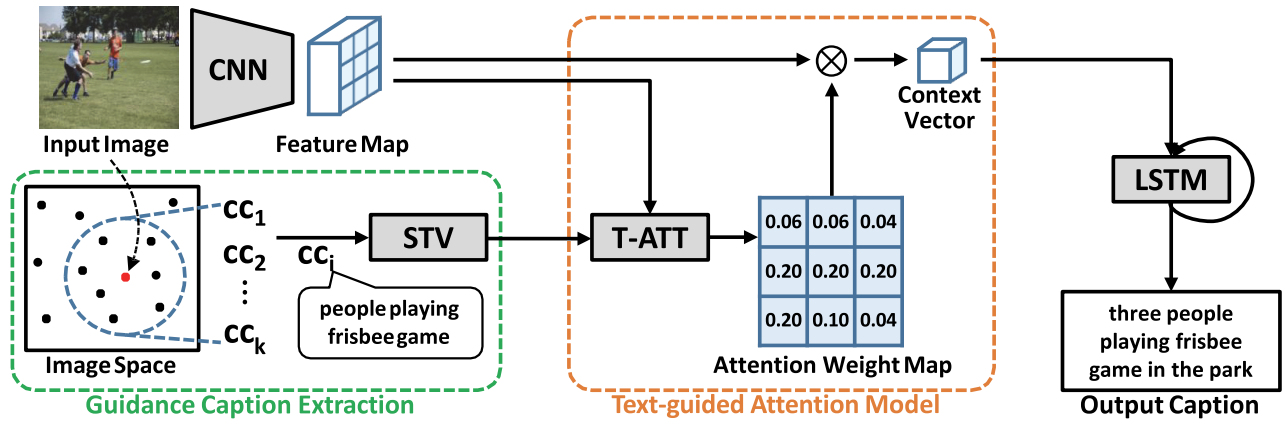 CNN
Input Image
Feature Map
Context
Vector
LSTM
cc1
cc2
⋮
cck
cci
STV
T-ATT
people playing
frisbee game
Image Space
0.06 0.06 0.04
0.20 0.20 0.20
0.20 0.10 0.04
Attention Weight Map
three people
playing frisbee
game in the park
Guidance Caption Extraction
Text-guided Attention Model
Output Caption